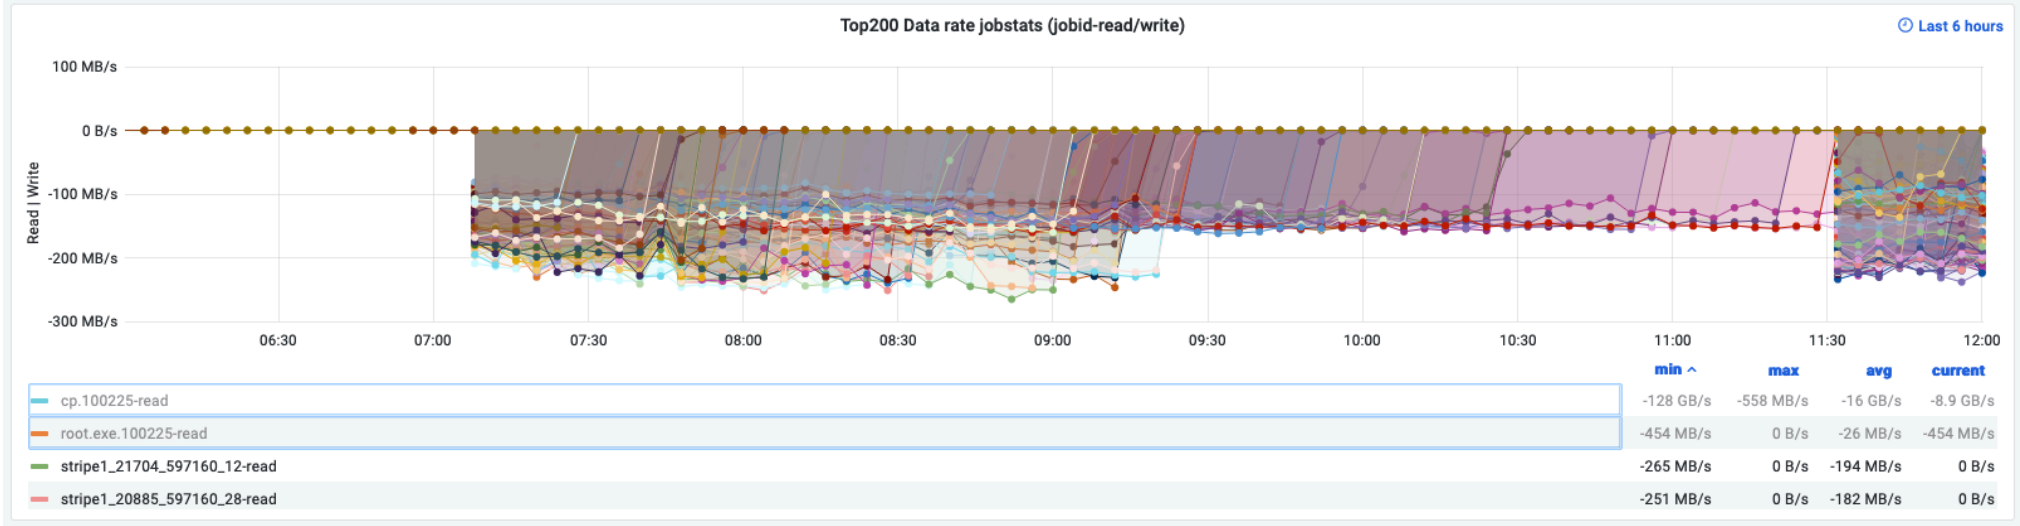 Top200 Data rate jobstats (jobid-read/write)
Last 6 hours
100 MB/s
0 B/s
-100 MB/s
-200 MB/s
-300 MB/s
Read | Write
06:30 07:00 07:30 08:00 08:30 09:00 09:30 10:00 10:30 11:00 11:30 12:00
min max avg current
cp.100225-read -128 GB/s -558 MB/s -16 GB/s -8.9 GB/s
root.exe.100225-read -454 MB/s 0 B/s -26 MB/s -454 MB/s
stripe1_21704_597160_12-read -265 MB/s 0 B/s -194 MB/s 0 B/s
stripe1_20885_597160_28-read -251 MB/s 0 B/s -182 MB/s 0 B/s